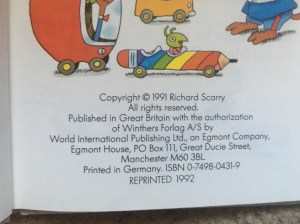 Copyright © 1991 Richard Scarry
All rights reserved.
Published in Great Britain with the authorization
of Winthers Forlag A/S by
World International Publishing Ltd., an Egmont Company,
Egmont House, PO Box 111, Great Ducie Street,
Manchester M60 3BL
Printed in Germany. ISBN 0-7498-0431-9
REPRINTED 1992